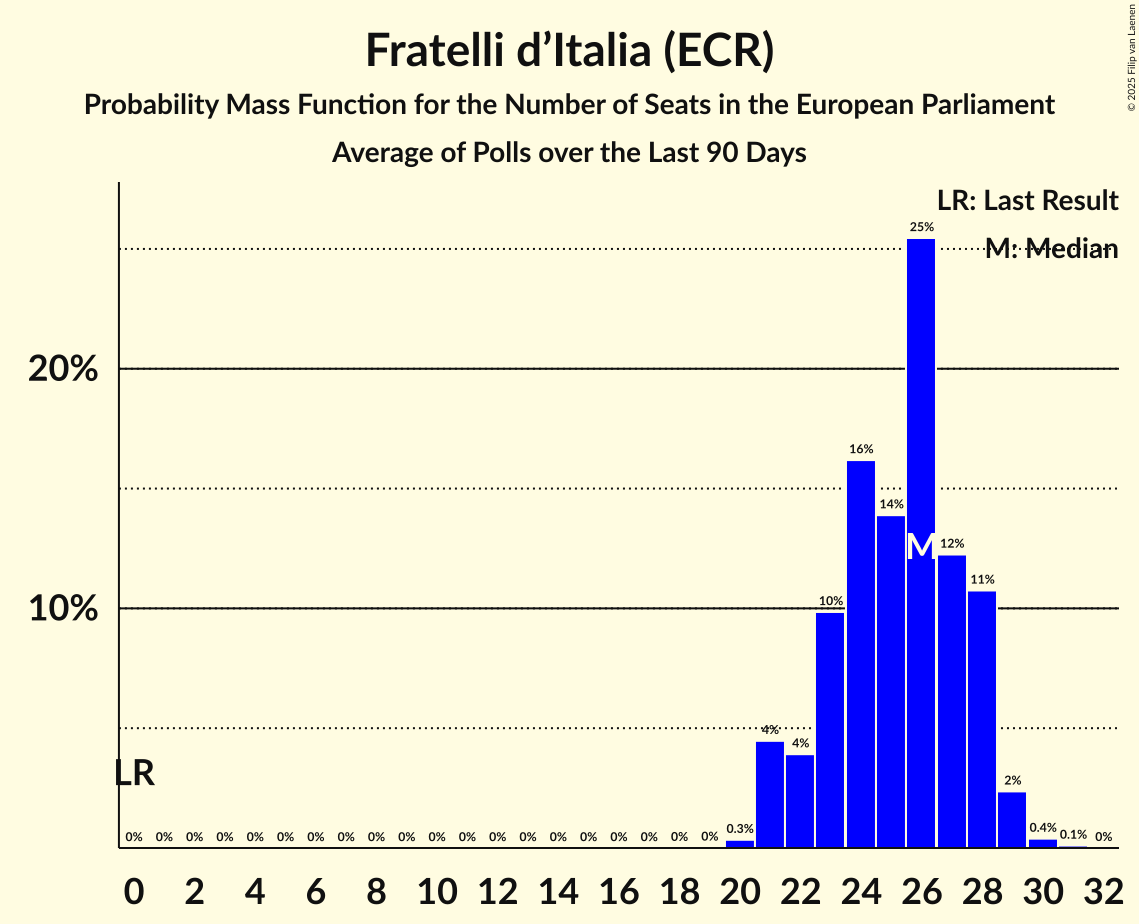 Fratelli d’Italia (ECR)
Probability Mass Function for the Number of Seats in the European Parliament
Average of Polls over the Last 90 Days
© 2025 Filip van Laenen
LR: Last Result
M: Median
25%
20%
16%
14%
M
12%
11%
10%
10%
4%
4%
LR
2%
0% 0% 0% 0% 0% 0% 0% 0% 0% 0% 0% 0% 0% 0% 0% 0% 0% 0% 0% 0% 0.3% 0.4% 0.1% 0%
0 2 4 6 8 10 12 14 16 18 20 22 24 26 28 30 32